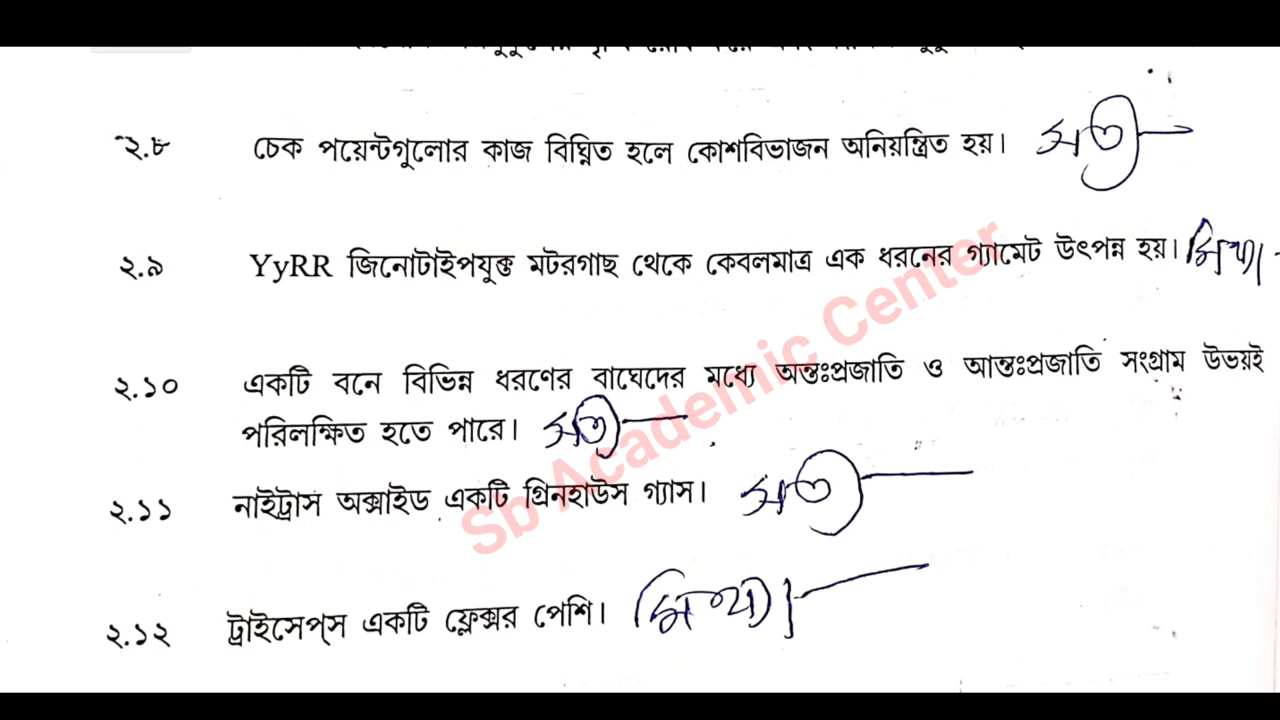 ২.৮ চেক পয়েন্টগুলোর কাজ বিঘ্নিত হলে কোশবিভাজন অনিয়ন্ত্রিত হয়। সত্য
২.৯ YyRR জিনোটাইপযুক্ত মটরগাছ থেকে কেবলমাত্র এক ধরনের গ্যামেট উৎপন্ন হয়। মিথ্যা
২.১০ একটি বনে বিভিন্ন ধরণের বাঘেদের মধ্যে অন্তঃপ্রজাতি ও আন্তঃপ্রজাতি সংগ্রাম উভয়ই
পরিলক্ষিত হতে পারে। সত্য
২.১১ নাইট্রাস অক্সাইড একটি গ্রিনহাউস গ্যাস। সত্য
২.১২ ট্রাইসেপ্‌স একটি ফ্লেক্সর পেশি। মিথ্যা
Sb Academic Center